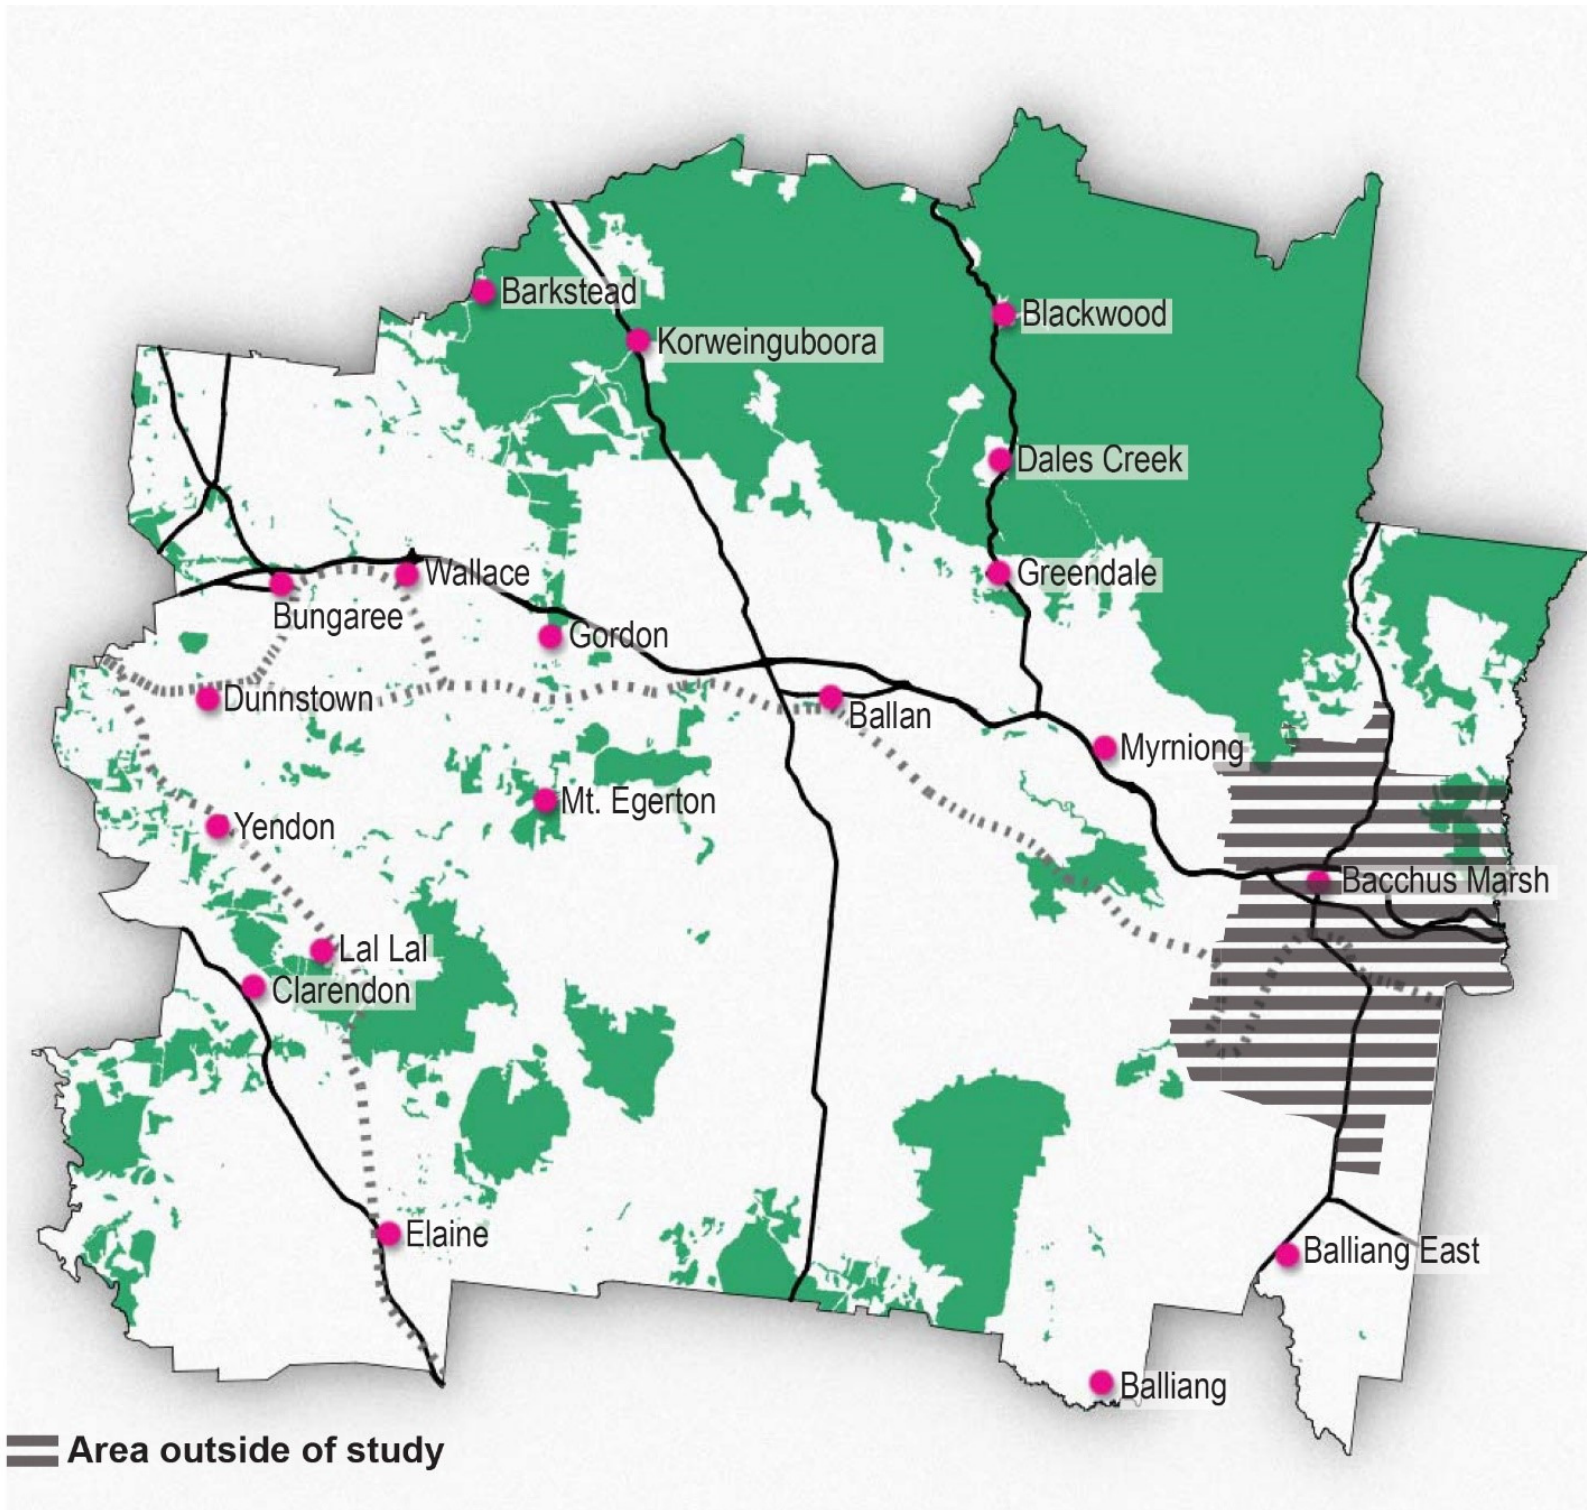 Barkstead
Blackwood
Korweinguboora
Dales Creek
Wallace
Greendale
Bungaree
Gordon
Dunnstown
Ballan
Myrniong
Mt. Egerton
Yendon
Bacchus Marsh
Lal Lal
Clarendon
Elaine
Balliang East
Balliang
Area outside of study